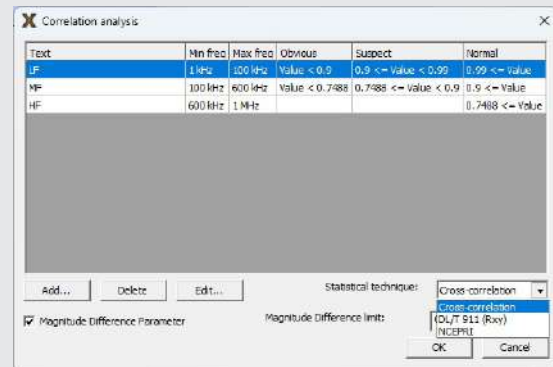 Correlation analysis
Text Min freq Max freq Obvious Suspect Normal
LF 1 kHz 100 kHz Value < 0.9 0.9 <= Value < 0.99 0.99 <= Value
MF 100 kHz 600 kHz Value < 0.7488 0.7488 <= Value < 0.9 0.9 <= Value
HF 600 kHz 1 MHz 0.7488 <= Value
Add... Delete Edit... Statistical technique: Cross-correlation
Cross-correlation
Magnitude Difference Parameter Magnitude Difference limit: DL/T 911 (Rxy)
NCEPRI
OK Cancel